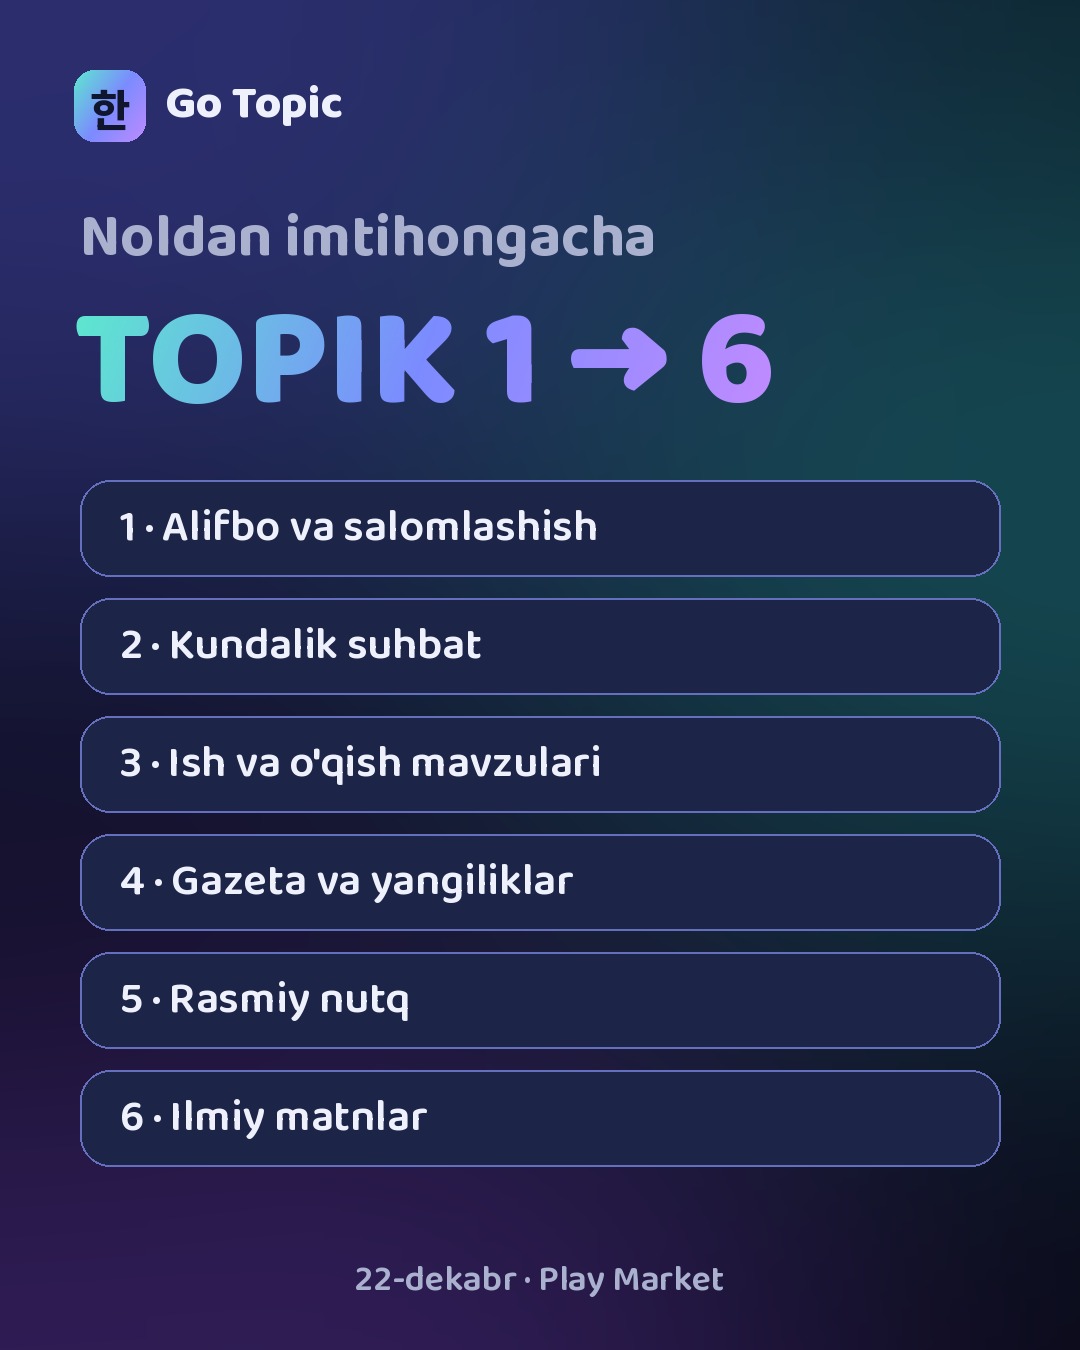 한 Go Topic
Noldan imtihongacha
TOPIK 1 → 6
1 · Alifbo va salomlashish
2 · Kundalik suhbat
3 · Ish va o'qish mavzulari
4 · Gazeta va yangiliklar
5 · Rasmiy nutq
6 · Ilmiy matnlar
22-dekabr · Play Market